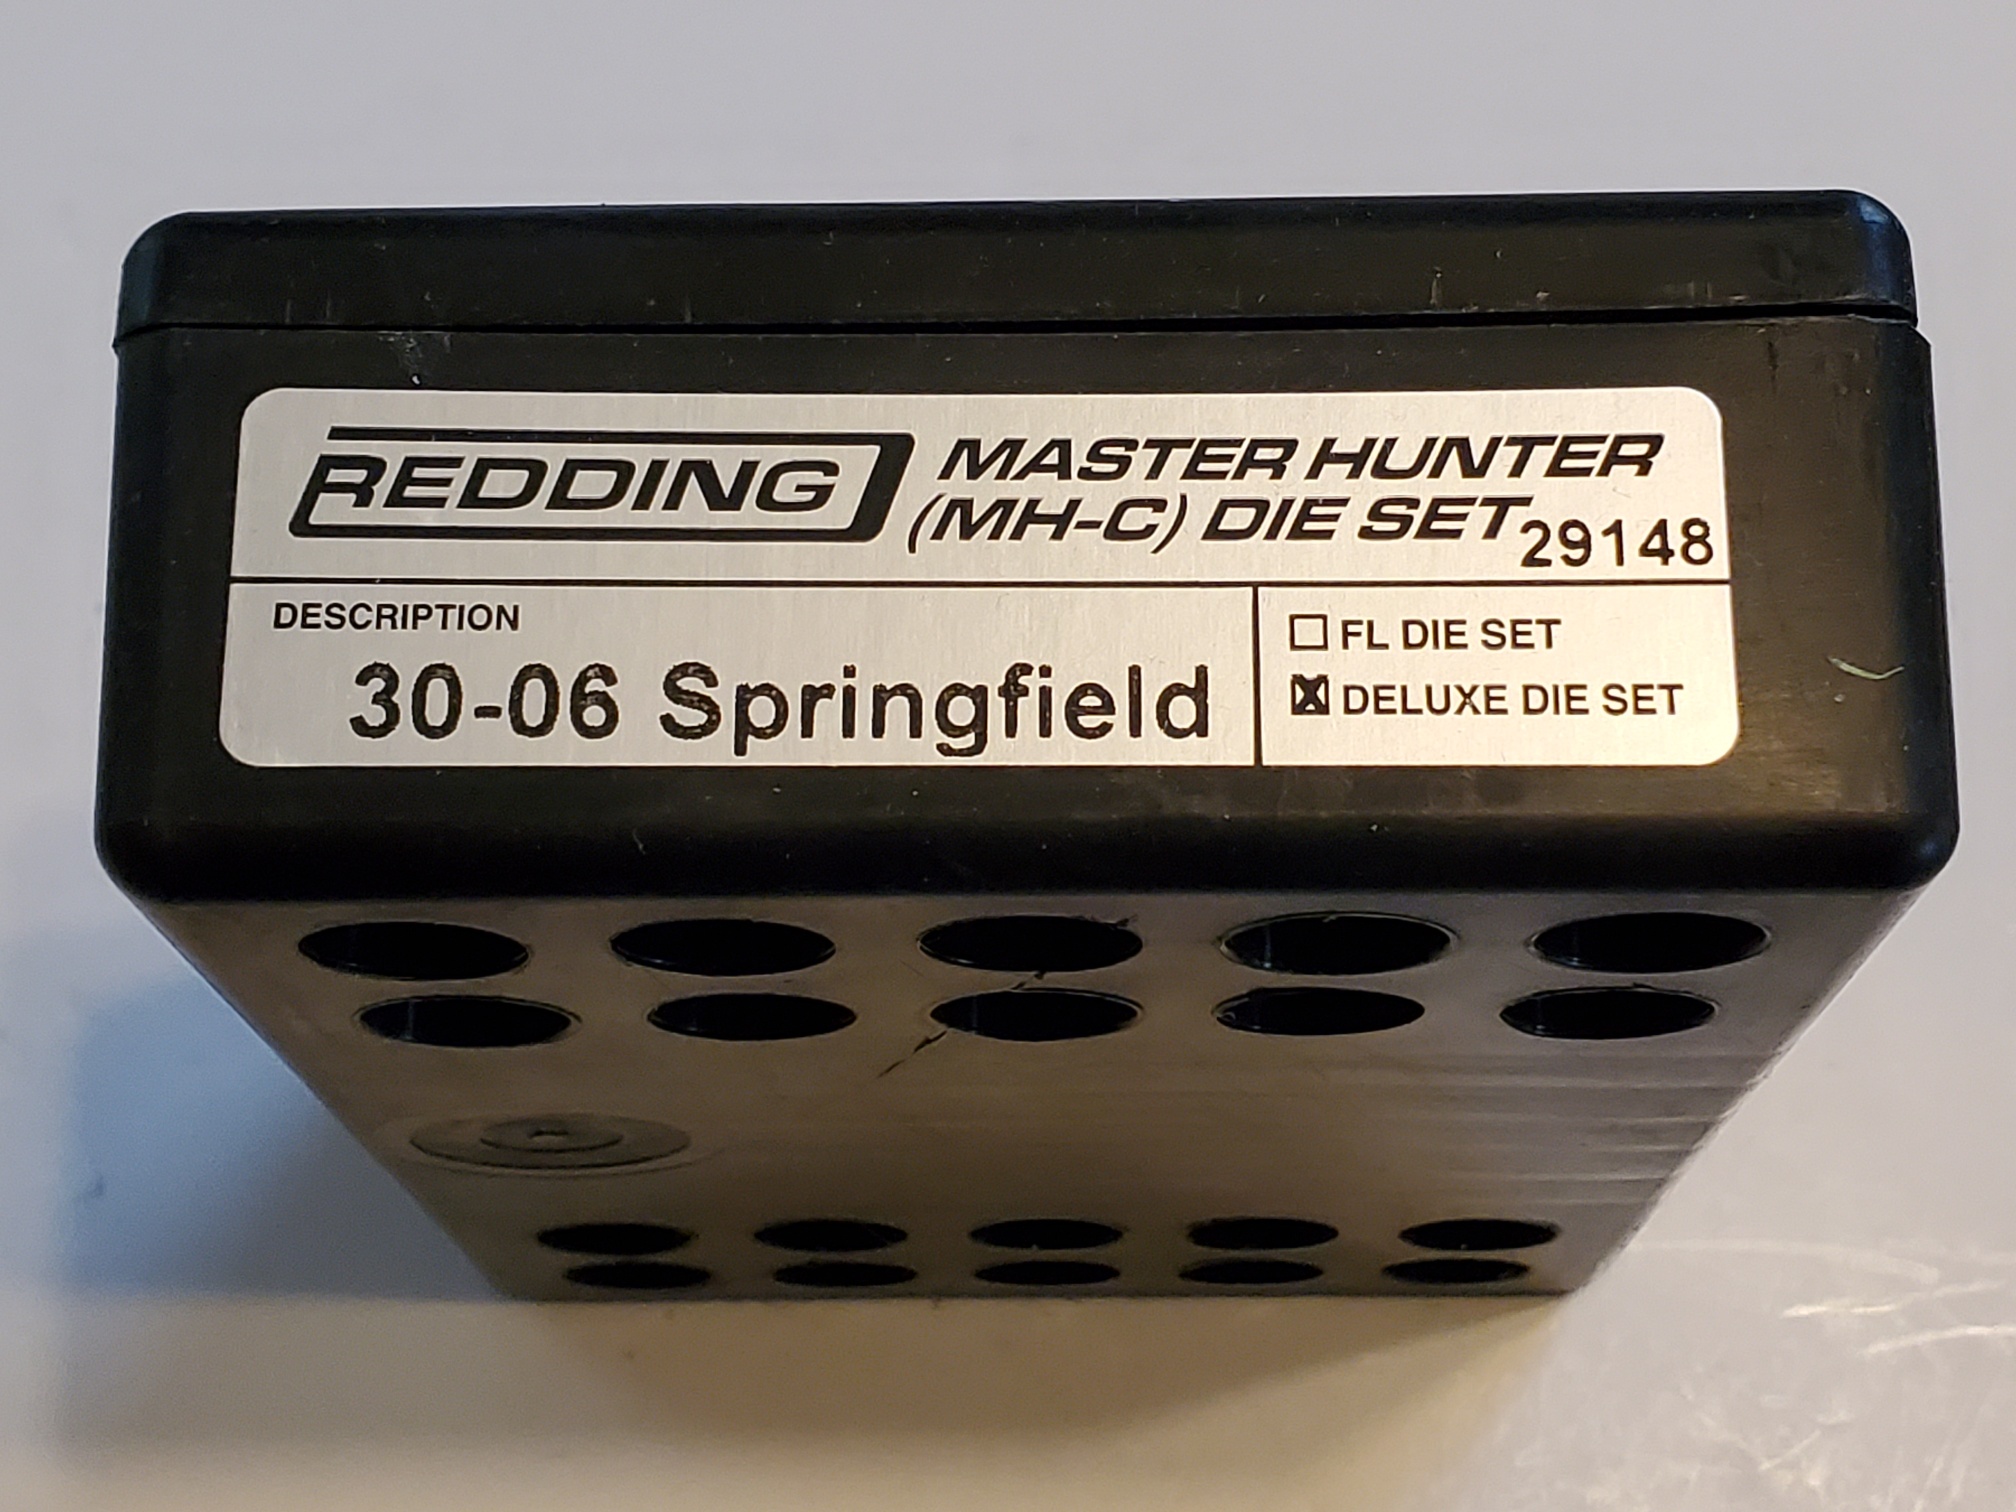 REDDING
MASTER HUNTER
(MH-C) DIE SET
29148
DESCRIPTION
30-06 Springfield
☐ FL DIE SET
☒ DELUXE DIE SET